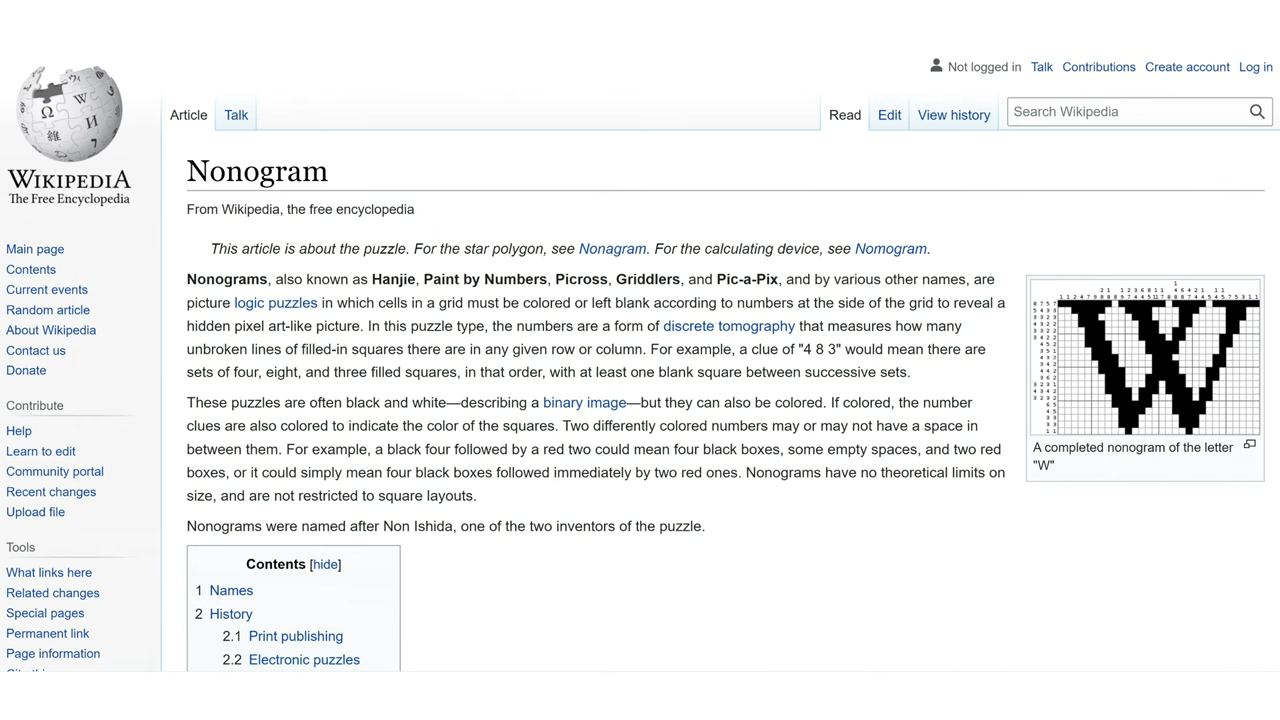 Not logged in Talk Contributions Create account Log in
Article Talk Read Edit View history Search Wikipedia
WIKIPEDIA
The Free Encyclopedia
Main page
Contents
Current events
Random article
About Wikipedia
Contact us
Donate
Contribute
Help
Learn to edit
Community portal
Recent changes
Upload file
Tools
What links here
Related changes
Special pages
Permanent link
Page information
Nonogram
From Wikipedia, the free encyclopedia
This article is about the puzzle. For the star polygon, see Nonagram. For the calculating device, see Nomogram.
Nonograms, also known as Hanjie, Paint by Numbers, Picross, Griddlers, and Pic-a-Pix, and by various other names, are
picture logic puzzles in which cells in a grid must be colored or left blank according to numbers at the side of the grid to reveal a
hidden pixel art-like picture. In this puzzle type, the numbers are a form of discrete tomography that measures how many
unbroken lines of filled-in squares there are in any given row or column. For example, a clue of "4 8 3" would mean there are
sets of four, eight, and three filled squares, in that order, with at least one blank square between successive sets.
These puzzles are often black and white—describing a binary image—but they can also be colored. If colored, the number
clues are also colored to indicate the color of the squares. Two differently colored numbers may or may not have a space in
between them. For example, a black four followed by a red two could mean four black boxes, some empty spaces, and two red
boxes, or it could simply mean four black boxes followed immediately by two red ones. Nonograms have no theoretical limits on
size, and are not restricted to square layouts.
Nonograms were named after Non Ishida, one of the two inventors of the puzzle.
A completed nonogram of the letter
"W"
Contents [hide]
1 Names
2 History
2.1 Print publishing
2.2 Electronic puzzles